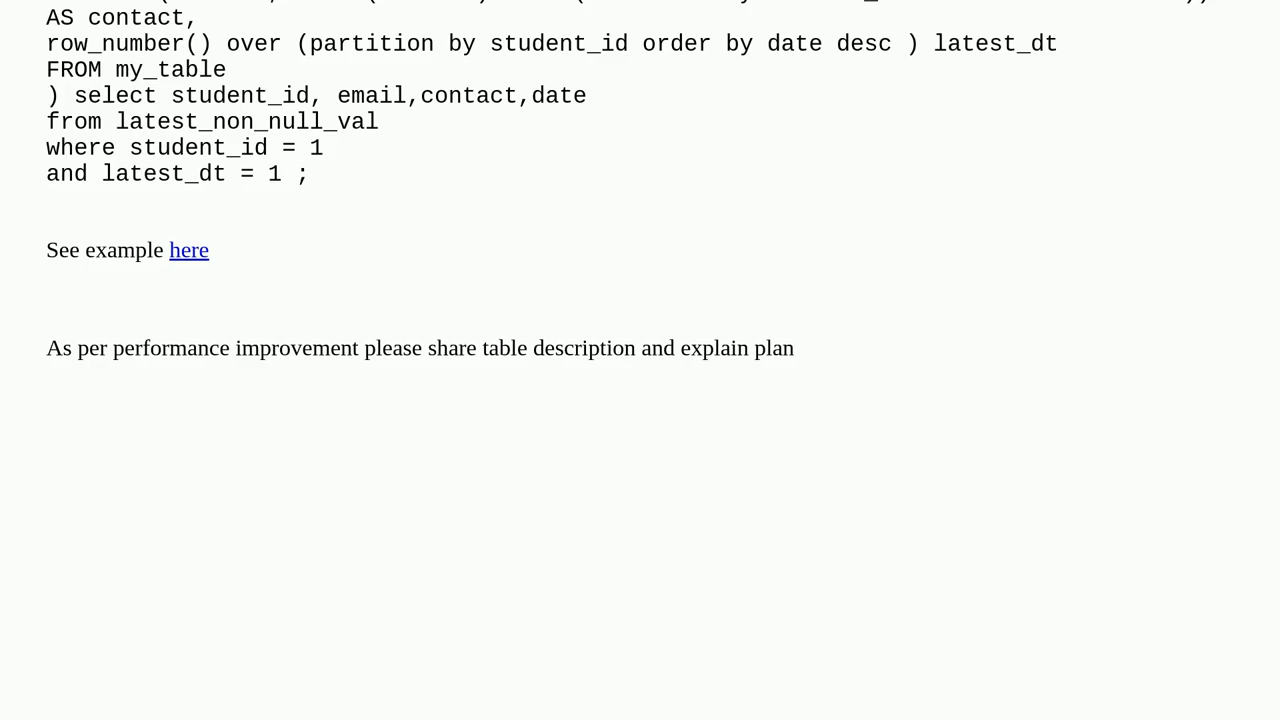 AS contact,
row_number() over (partition by student_id order by date desc ) latest_dt
FROM my_table
) select student_id, email,contact,date
from latest_non_null_val
where student_id = 1
and latest_dt = 1 ;
See example here
As per performance improvement please share table description and explain plan